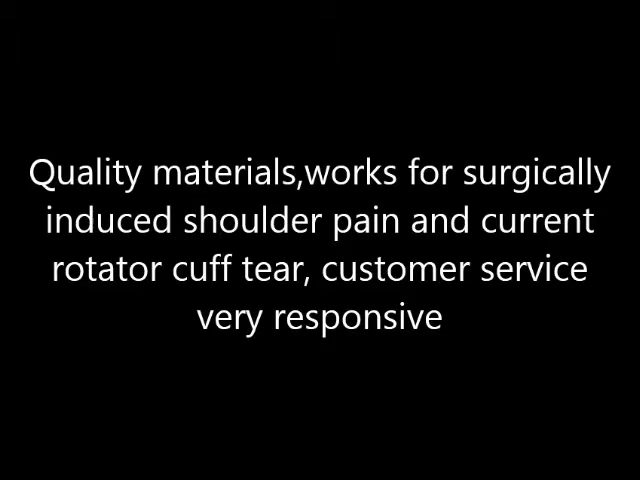 Quality materials,works for surgically
induced shoulder pain and current
rotator cuff tear, customer service
very responsive